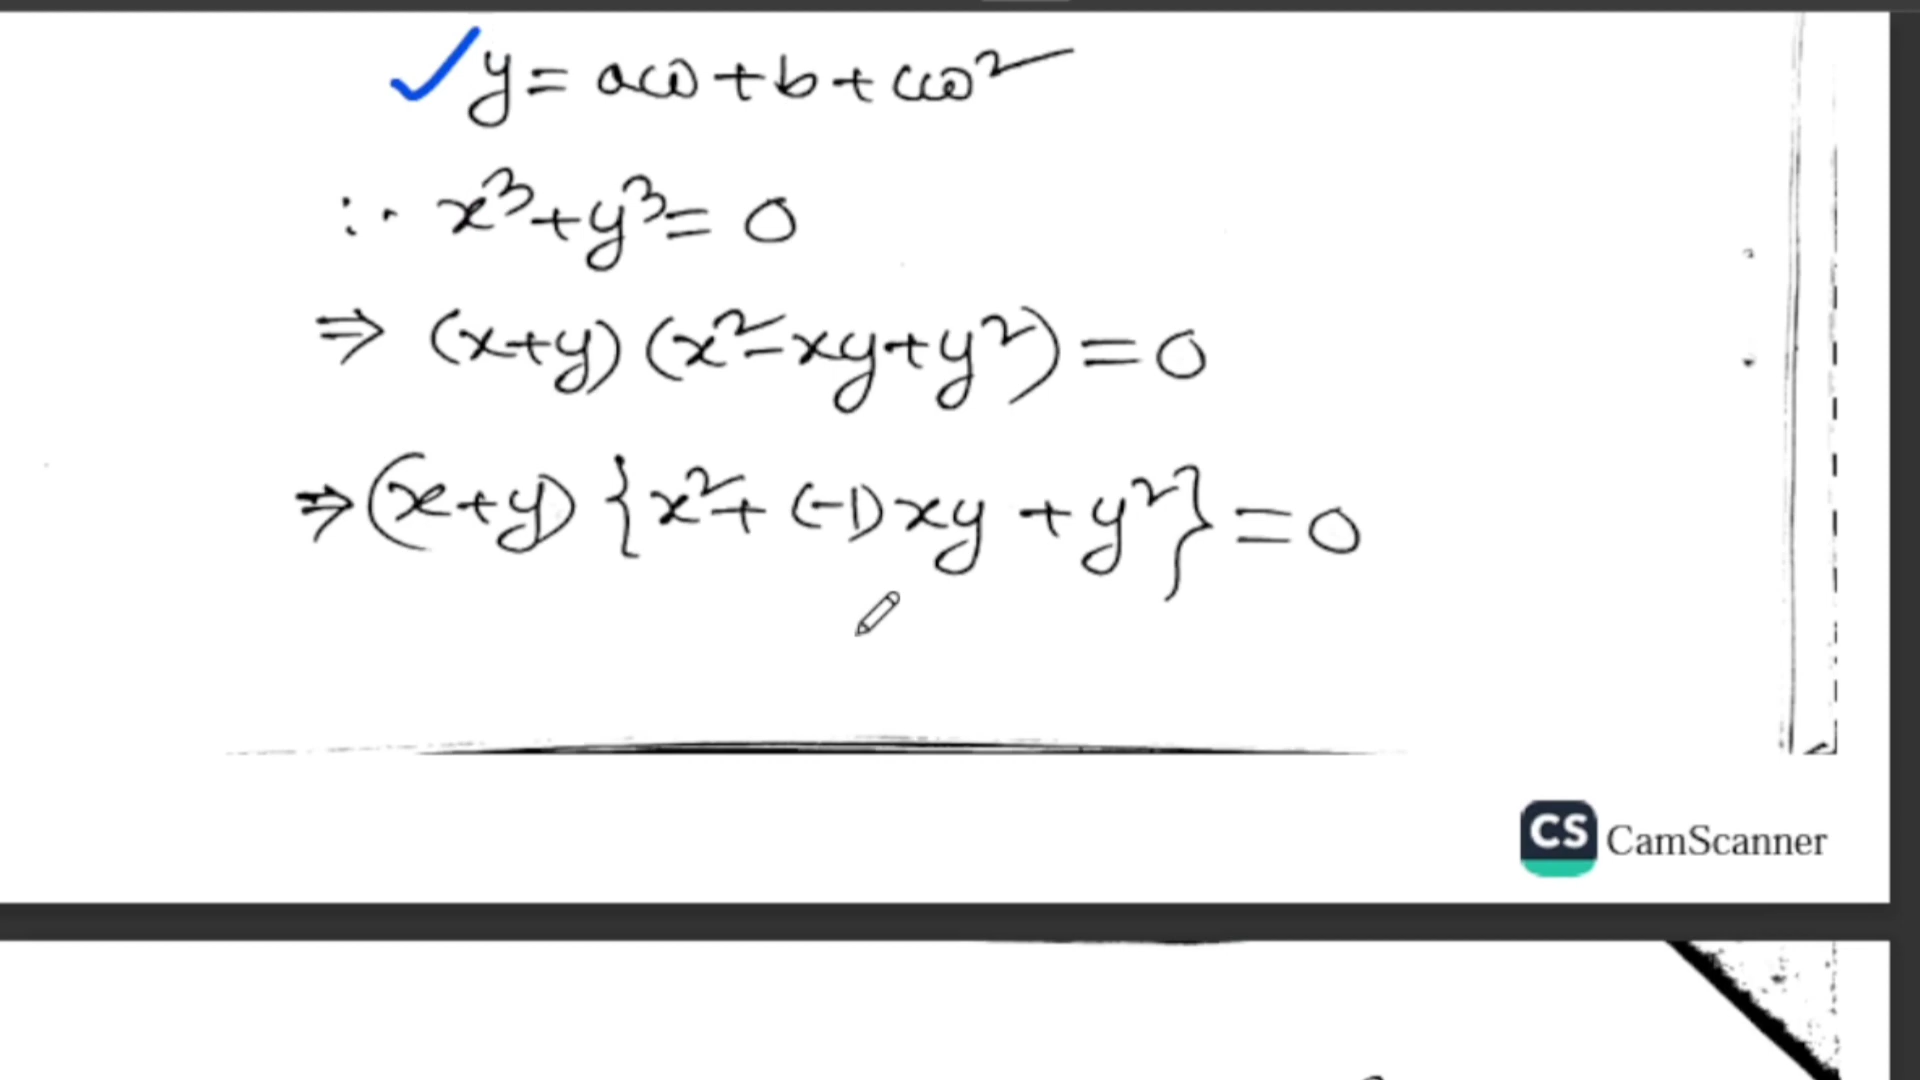 y = aω + b + cω²
∴ x³ + y³ = 0
⇒ (x+y) (x² - xy + y²) = 0
⇒ (x+y) {x² + (-1) xy + y²} = 0
CS CamScanner